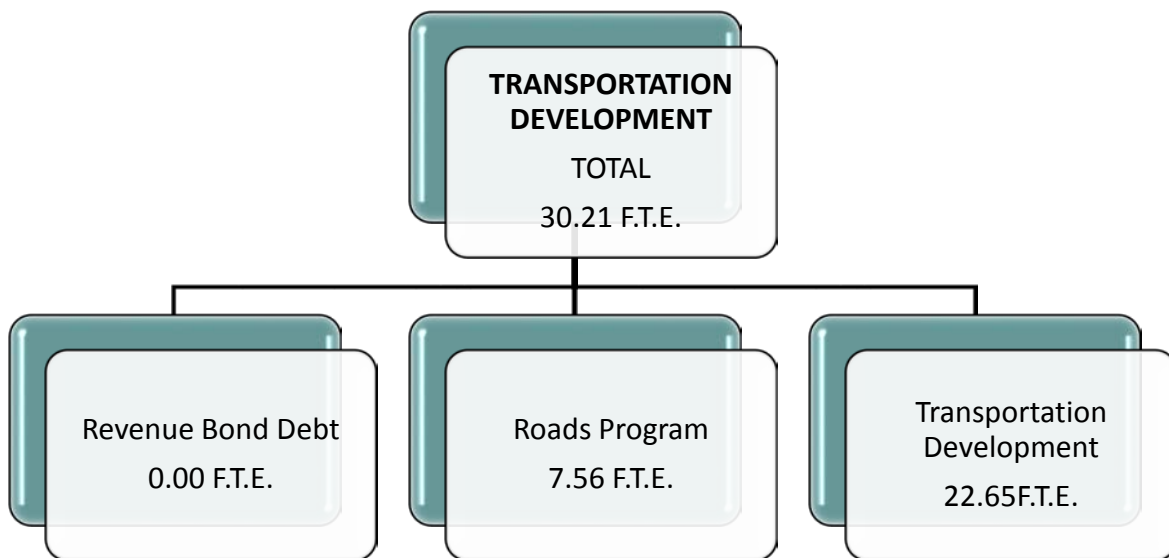 TRANSPORTATION
DEVELOPMENT
TOTAL
30.21 F.T.E.
Revenue Bond Debt
0.00 F.T.E.
Roads Program
7.56 F.T.E.
Transportation
Development
22.65F.T.E.